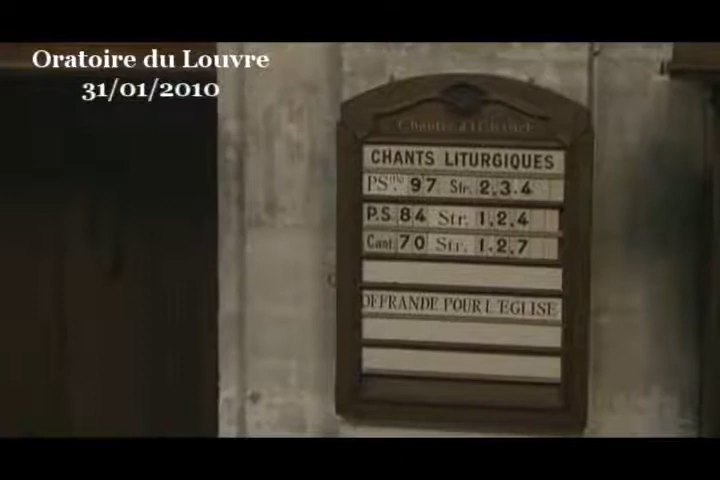 Oratoire du Louvre
31/01/2010
CHANTS LITURGIQUES
PS.me 97 Str. 2.3.4
P.S 84 Str. 1.2.4
Cant 70 Str. 1.2.7
OFFRANDE POUR L'EGLISE